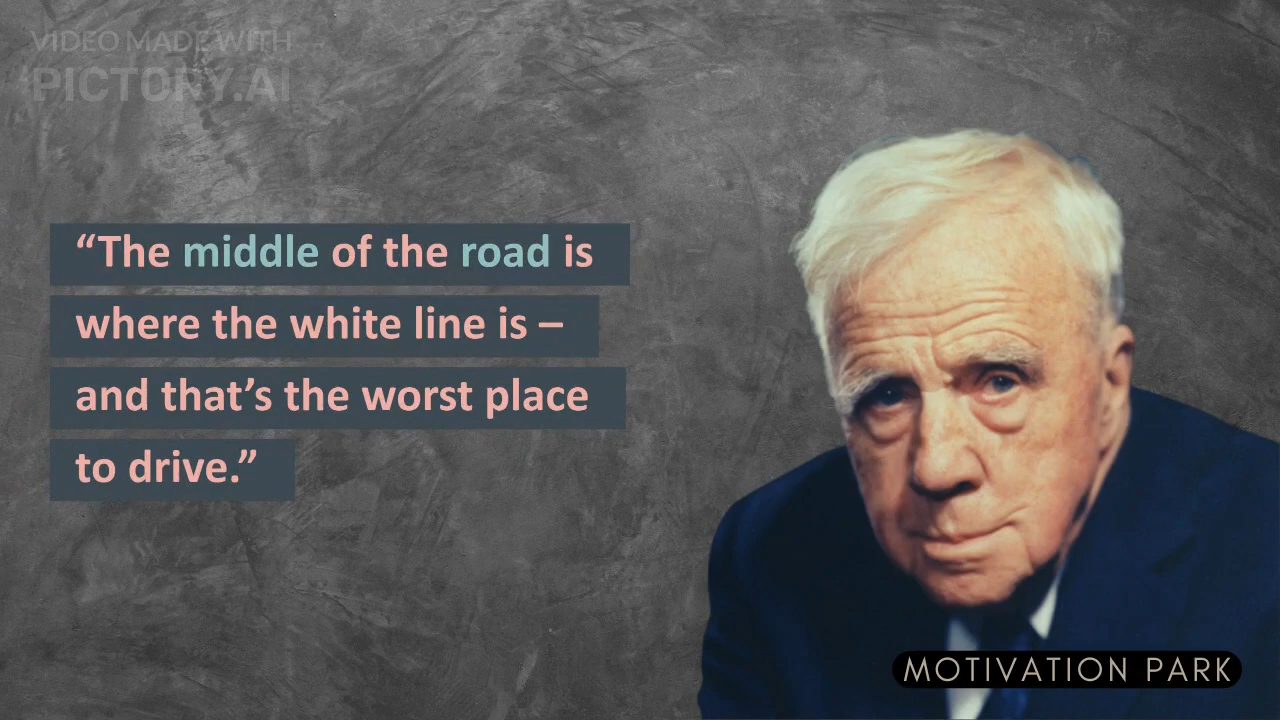 VIDEO MADE WITH
PICTORY.AI
“The middle of the road is
where the white line is –
and that’s the worst place
to drive.”
MOTIVATION PARK